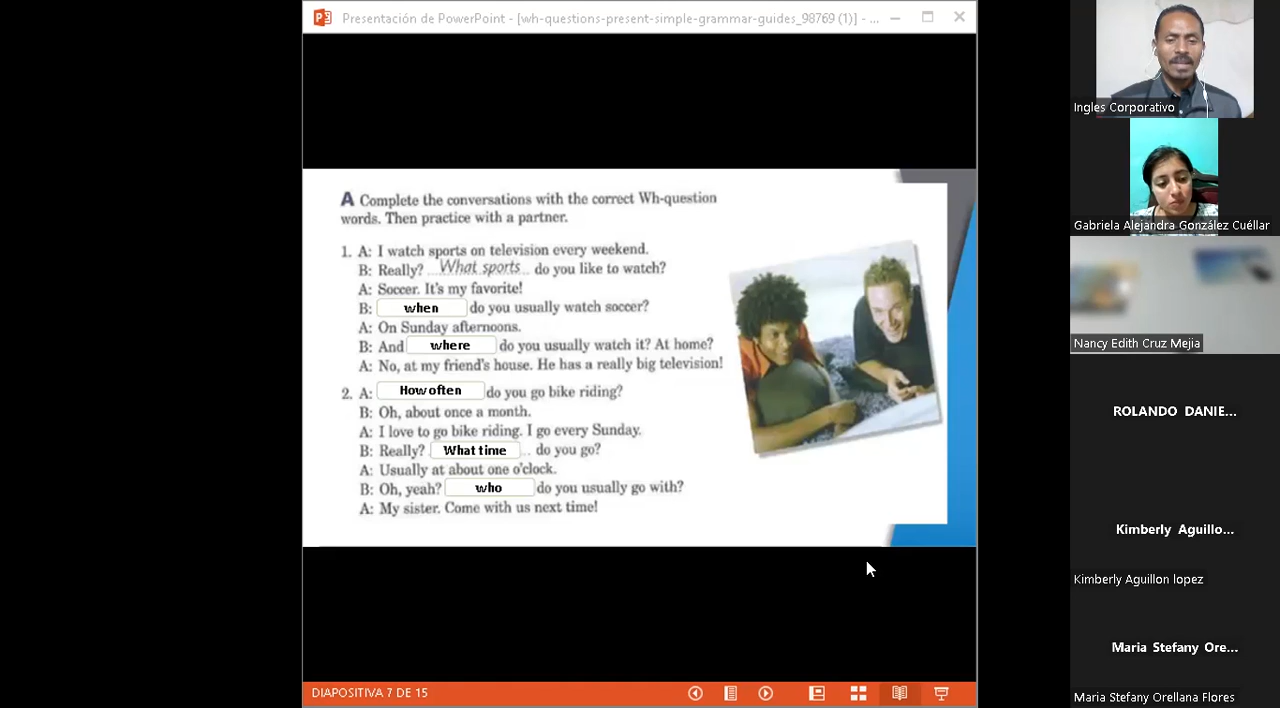 Presentación de PowerPoint - [wh-questions-present-simple-grammar-guides_98769 (1)] - ...
A Complete the conversations with the correct Wh-question
words. Then practice with a partner.
1. A: I watch sports on television every weekend.
B: Really? What sports do you like to watch?
A: Soccer. It's my favorite!
B: when do you usually watch soccer?
A: On Sunday afternoons.
B: And where do you usually watch it? At home?
A: No, at my friend's house. He has a really big television!
2. A: How often do you go bike riding?
B: Oh, about once a month.
A: I love to go bike riding. I go every Sunday.
B: Really? What time do you go?
A: Usually at about one o'clock.
B: Oh, yeah? who do you usually go with?
A: My sister. Come with us next time!
DIAPOSITIVA 7 DE 15
Ingles Corporativo
Gabriela Alejandra González Cuéllar
Nancy Edith Cruz Mejia
ROLANDO DANIE...
Kimberly Aguillo...
Kimberly Aguillon lopez
Maria Stefany Ore...
Maria Stefany Orellana Flores